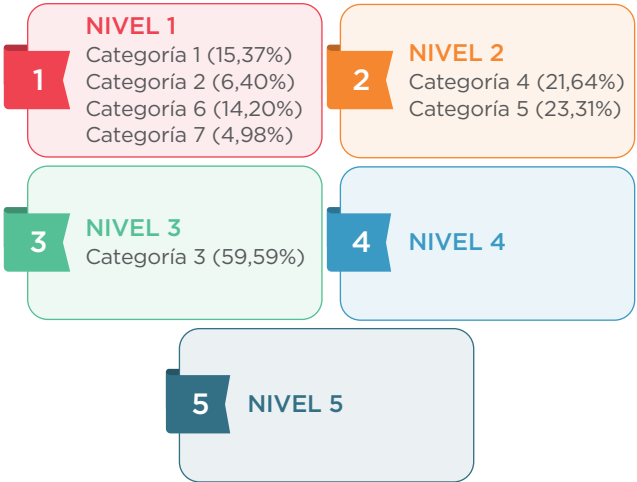 1
NIVEL 1
Categoría 1 (15,37%)
Categoría 2 (6,40%)
Categoría 6 (14,20%)
Categoría 7 (4,98%)
2
NIVEL 2
Categoría 4 (21,64%)
Categoría 5 (23,31%)
3
NIVEL 3
Categoría 3 (59,59%)
4
NIVEL 4
5
NIVEL 5